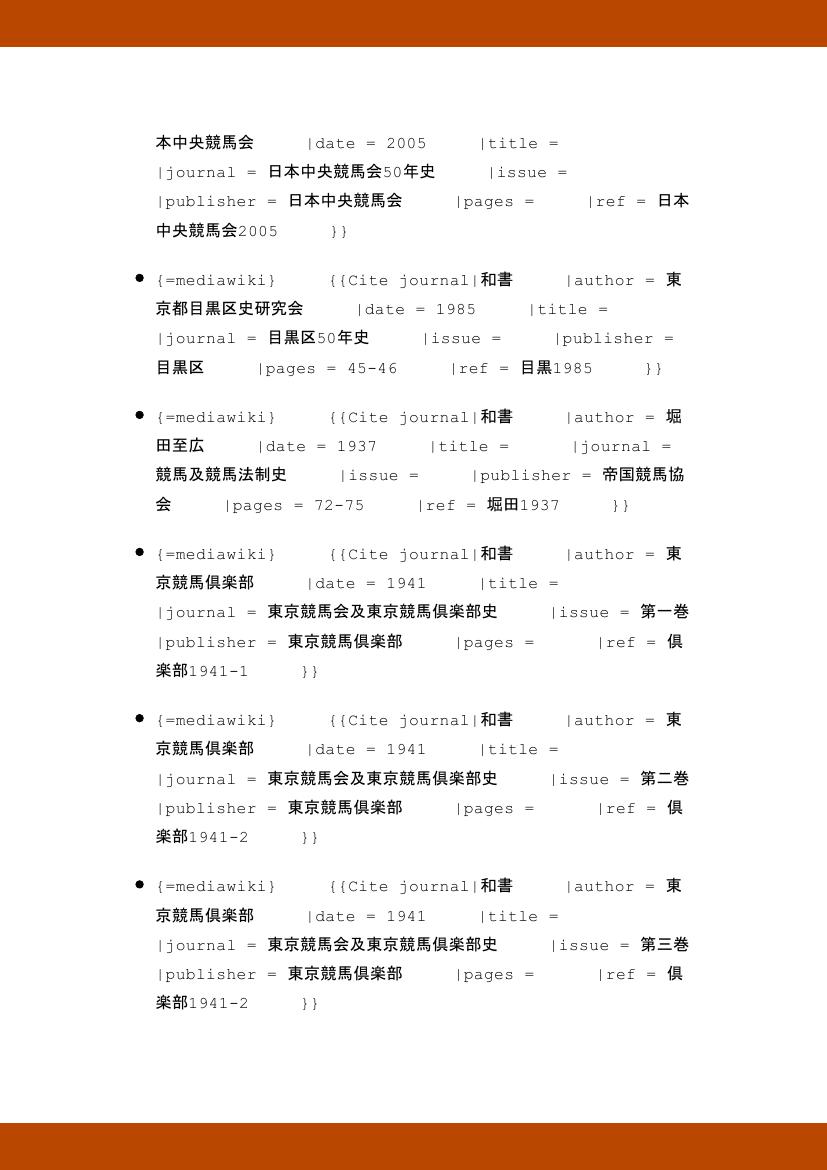 本中央競馬会 |date = 2005 |title =
|journal = 日本中央競馬会50年史 |issue =
|publisher = 日本中央競馬会 |pages = |ref = 日本
中央競馬会2005 }}
● {=mediawiki} {{Cite journal|和書 |author = 東
京都目黒区史研究会 |date = 1985 |title =
|journal = 目黒区50年史 |issue = |publisher =
目黒区 |pages = 45-46 |ref = 目黒1985 }}
● {=mediawiki} {{Cite journal|和書 |author = 堀
田至広 |date = 1937 |title = |journal =
競馬及競馬法制史 |issue = |publisher = 帝国競馬協
会 |pages = 72-75 |ref = 堀田1937 }}
● {=mediawiki} {{Cite journal|和書 |author = 東
京競馬倶楽部 |date = 1941 |title =
|journal = 東京競馬会及東京競馬倶楽部史 |issue = 第一巻
|publisher = 東京競馬倶楽部 |pages = |ref = 倶
楽部1941-1 }}
● {=mediawiki} {{Cite journal|和書 |author = 東
京競馬倶楽部 |date = 1941 |title =
|journal = 東京競馬会及東京競馬倶楽部史 |issue = 第二巻
|publisher = 東京競馬倶楽部 |pages = |ref = 倶
楽部1941-2 }}
● {=mediawiki} {{Cite journal|和書 |author = 東
京競馬倶楽部 |date = 1941 |title =
|journal = 東京競馬会及東京競馬倶楽部史 |issue = 第三巻
|publisher = 東京競馬倶楽部 |pages = |ref = 倶
楽部1941-2 }}